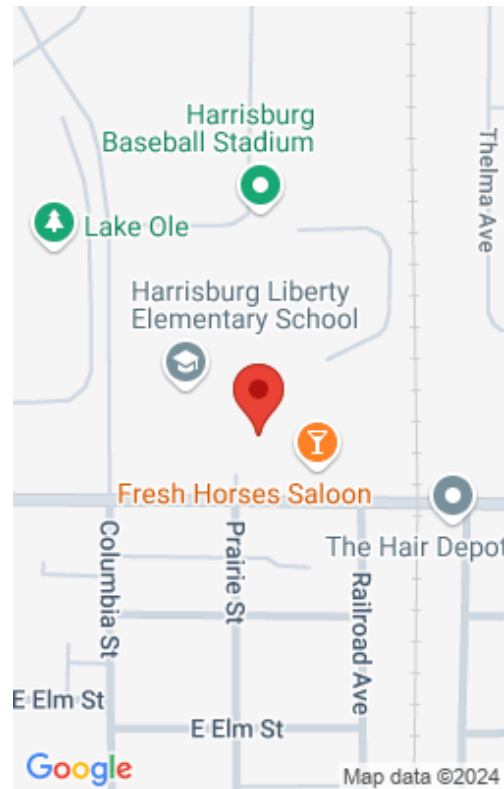 Harrisburg
Baseball Stadium
Thelma Ave
Lake Ole
Harrisburg Liberty
Elementary School
Fresh Horses Saloon
The Hair Depot
Columbia St
Prairie St
Railroad Ave
E Elm St
E Elm St
Google
Map data ©2024